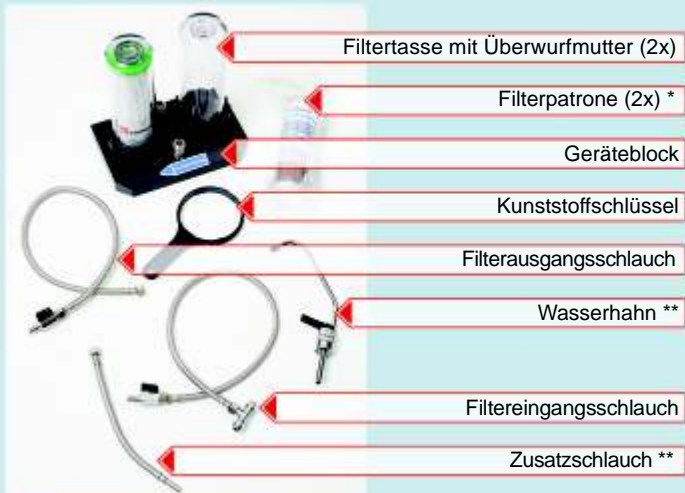 Filtertasse mit Überwurfmutter (2x)
Filterpatrone (2x) *
Geräteblock
Kunststoffschlüssel
Filterausgangsschlauch
Wasserhahn **
Filtereingangsschlauch
Zusatzschlauch **